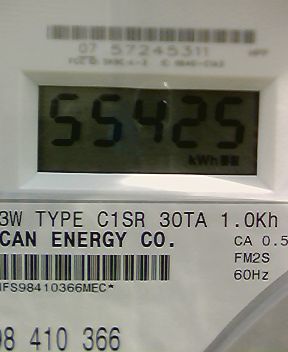 07 57245311
55425
kWh
3W TYPE C1SR 30TA 1.0Kh
CAN ENERGY CO.
CA 0.5
FM2S
60Hz
NFS98410366MEC*
98 410 366